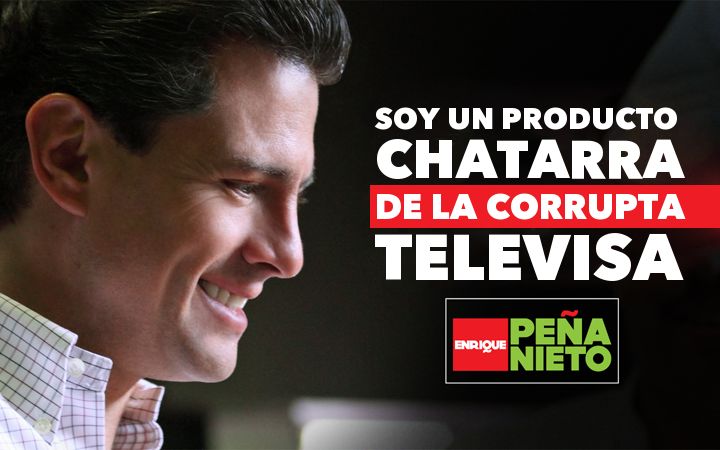 SOY UN PRODUCTO
CHATARRA
DE LA CORRUPTA
TELEVISA
ENRIQUE
PEÑA
NIETO